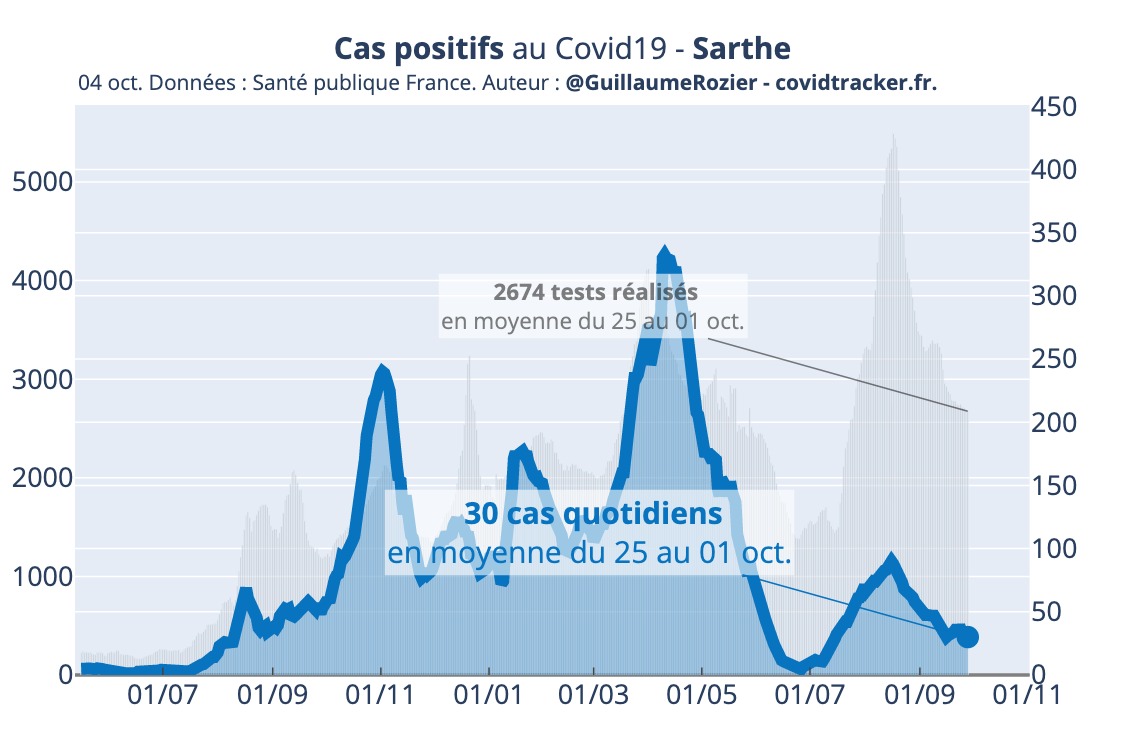 Cas positifs au Covid19 - Sarthe
04 oct. Données : Santé publique France. Auteur : @GuillaumeRozier - covidtracker.fr.
450
400
5000
350
4000
300
2674 tests réalisés
en moyenne du 25 au 01 oct.
250
3000
200
2000
150
30 cas quotidiens
en moyenne du 25 au 01 oct.
100
1000
50
0
0
01/07 01/09 01/11 01/01 01/03 01/05 01/07 01/09 01/11